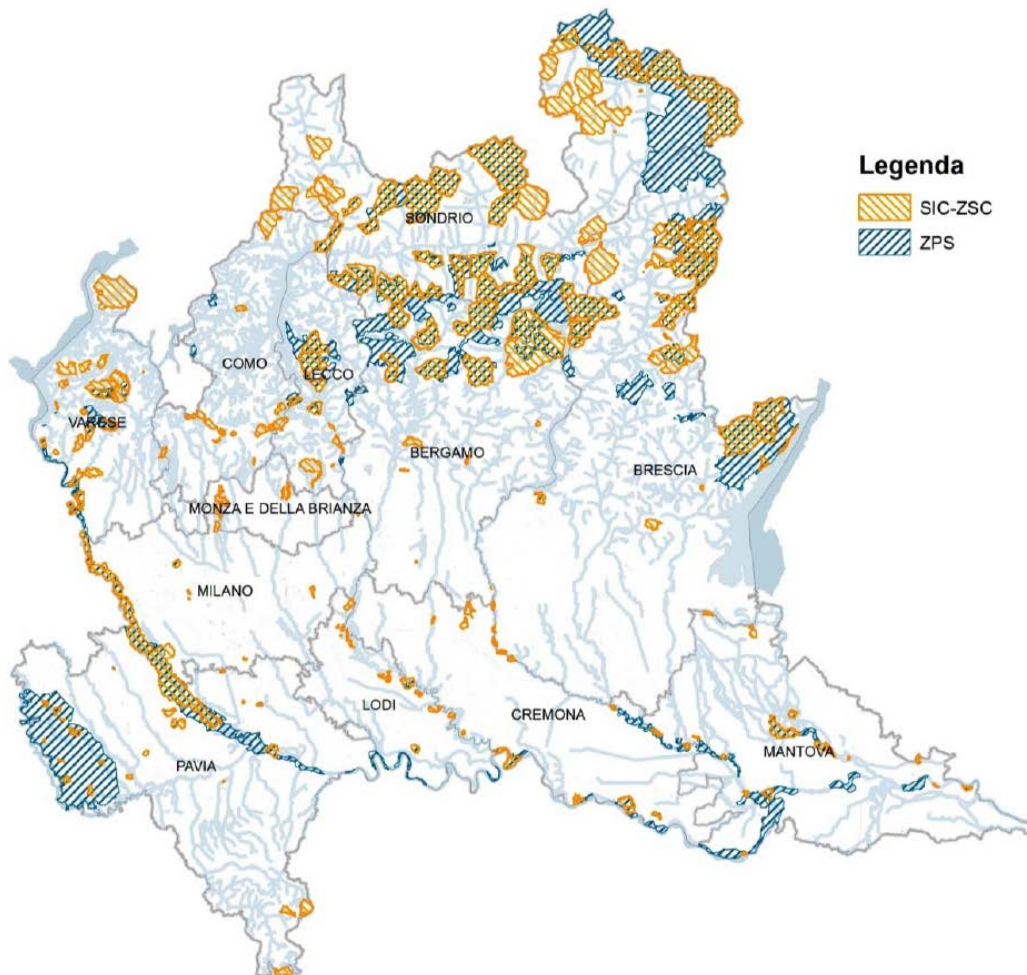 Legenda
SIC-ZSC
ZPS
SONDRIO
COMO
LECCO
VARESE
BERGAMO
BRESCIA
MONZA E DELLA BRIANZA
MILANO
LODI
CREMONA
MANTOVA
PAVIA